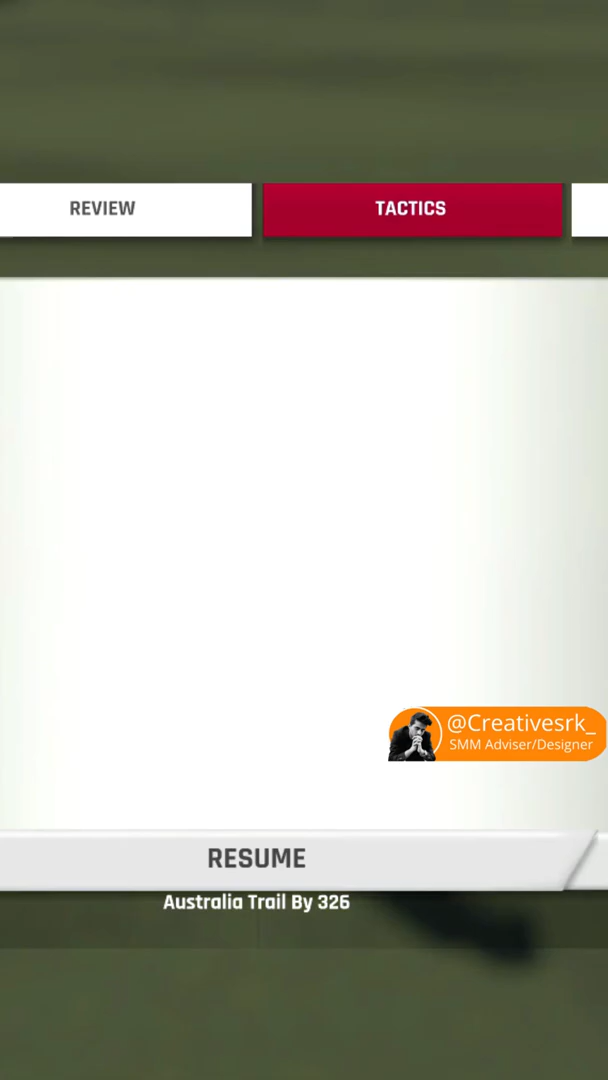 REVIEW
TACTICS
@Creativesrk_
SMM Adviser/Designer
RESUME
Australia Trail By 326